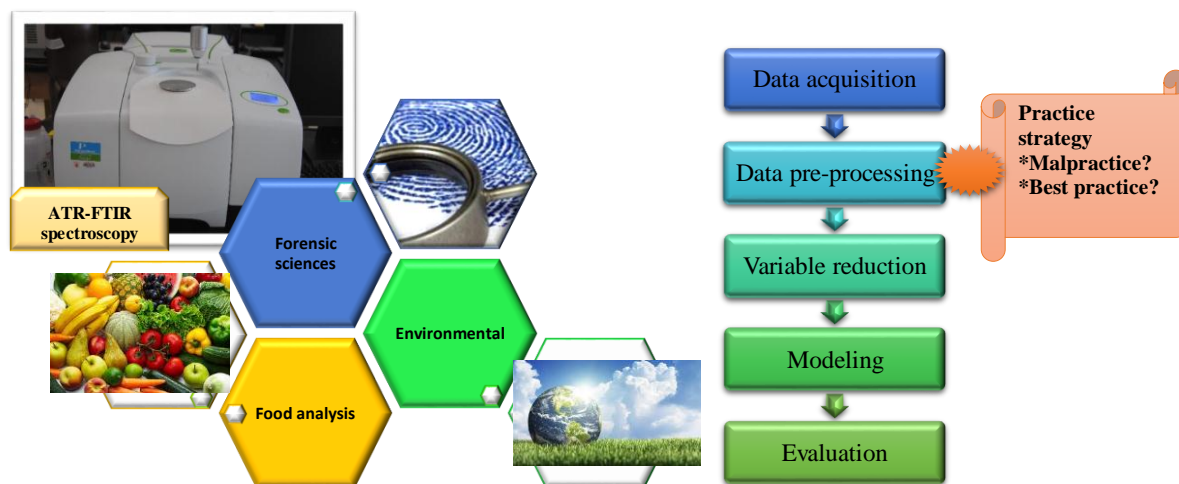 ATR-FTIR
spectroscopy
Forensic
sciences
Environmental
Food analysis
Data acquisition
Data pre-processing
Variable reduction
Modeling
Evaluation
Practice
strategy
*Malpractice?
*Best practice?